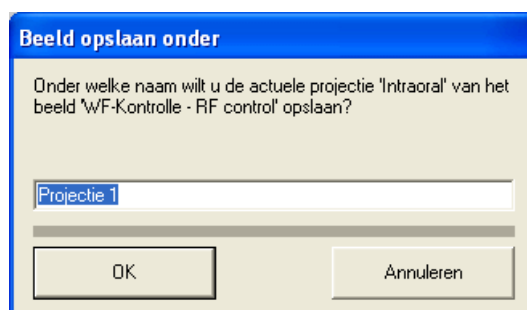 Beeld opslaan onder
Onder welke naam wilt u de actuele projectie 'Intraoral' van het
beeld 'WF-Kontrolle - RF control' opslaan?
Projectie 1
OK
Annuleren